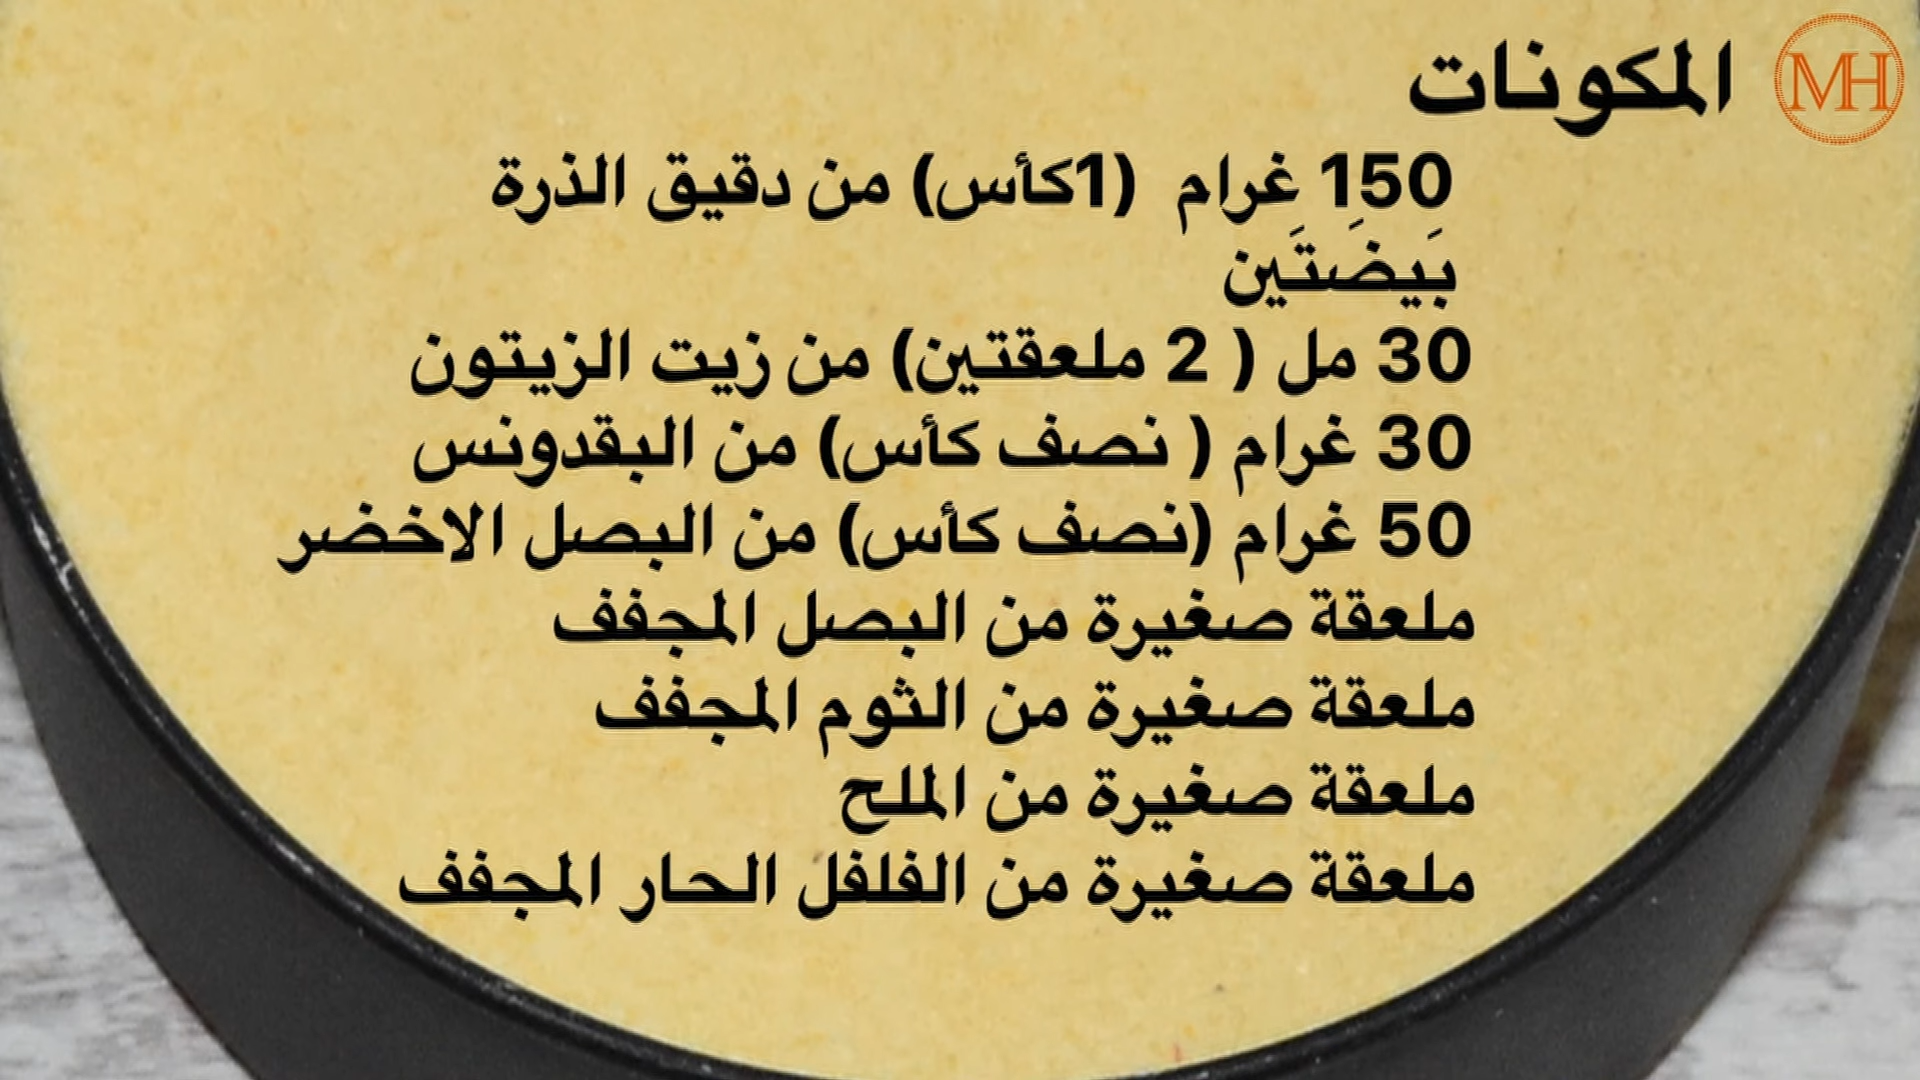 المكونات
MH
150 غرام (1كأس) من دقيق الذرة
بَيضَتَين
30 مل ( 2 ملعقتين) من زيت الزيتون
30 غرام ( نصف كأس) من البقدونس
50 غرام (نصف كأس) من البصل الاخضر
ملعقة صغيرة من البصل المجفف
ملعقة صغيرة من الثوم المجفف
ملعقة صغيرة من الملح
ملعقة صغيرة من الفلفل الحار المجفف